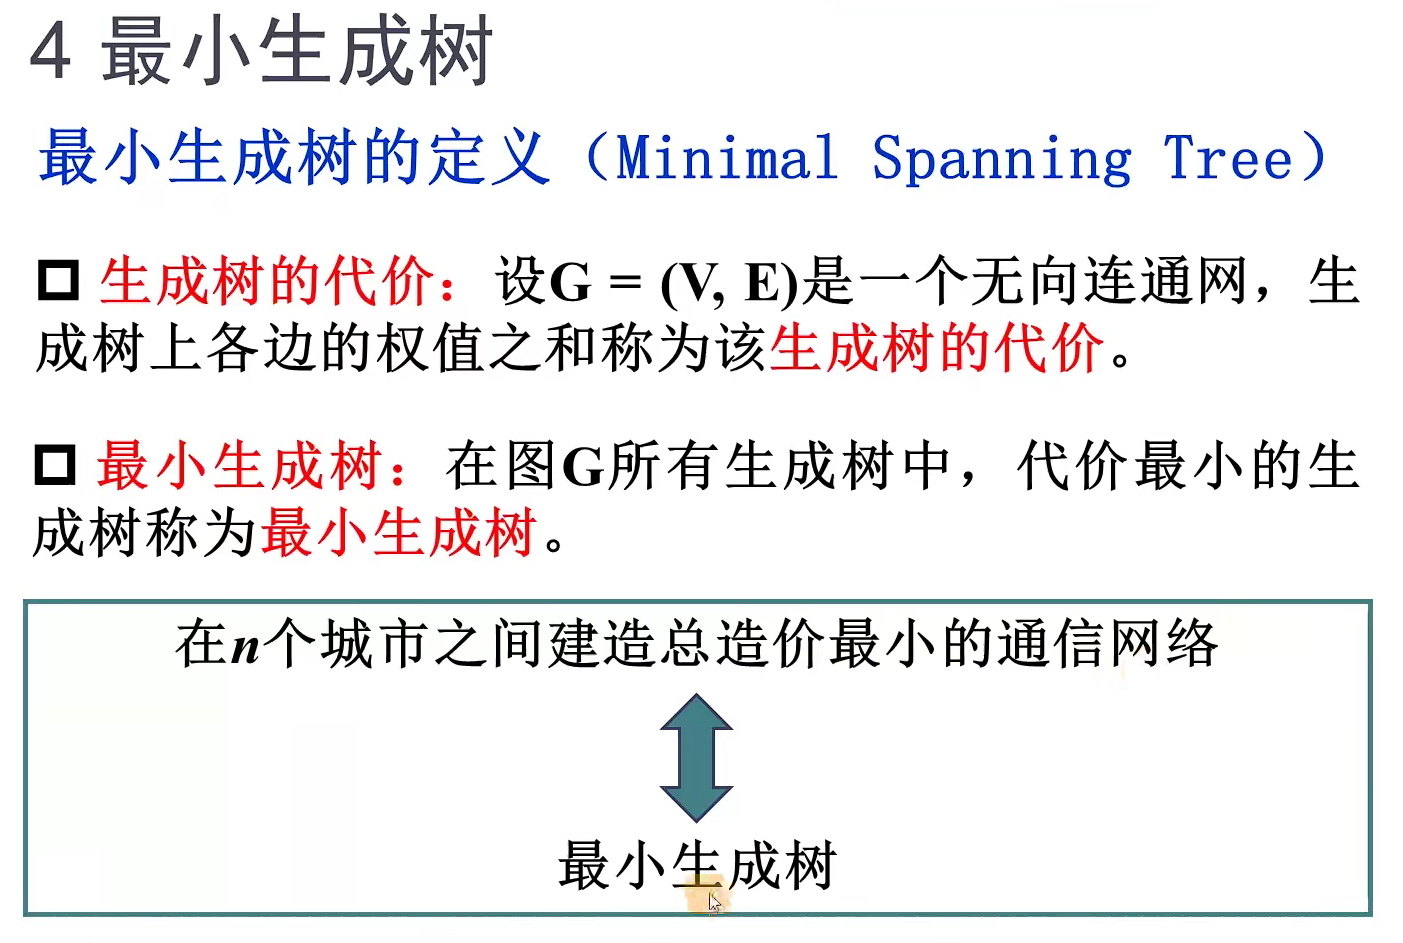 4 最小生成树
最小生成树的定义（Minimal Spanning Tree）
生成树的代价：设G = (V, E)是一个无向连通网，生
成树上各边的权值之和称为该生成树的代价。
最小生成树：在图G所有生成树中，代价最小的生
成树称为最小生成树。
在n个城市之间建造总造价最小的通信网络
最小生成树